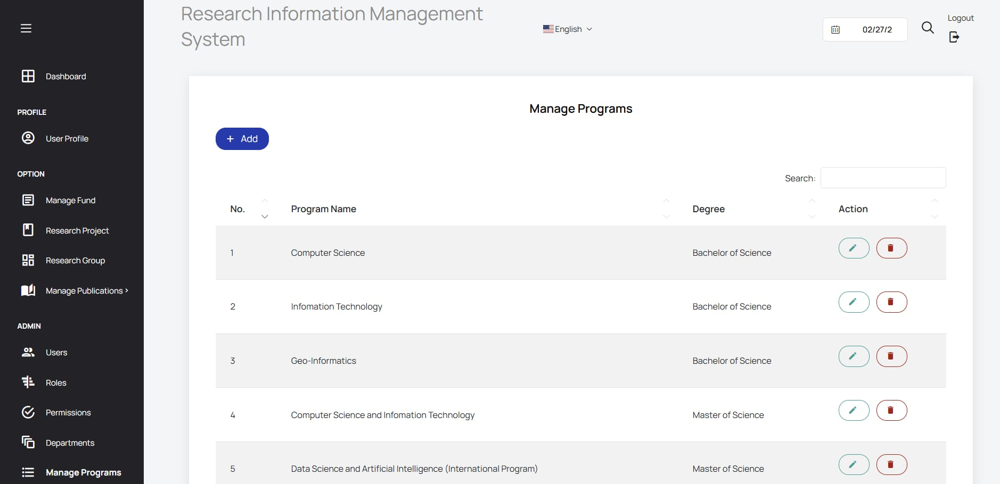 Research Information Management
System
English
02/27/2
Logout
Dashboard
PROFILE
User Profile
OPTION
Manage Fund
Research Project
Research Group
Manage Publications
ADMIN
Users
Roles
Permissions
Departments
Manage Programs
Manage Programs
+ Add
Search:
No. Program Name Degree Action
1 Computer Science Bachelor of Science
2 Infomation Technology Bachelor of Science
3 Geo-Informatics Bachelor of Science
4 Computer Science and Infomation Technology Master of Science
5 Data Science and Artificial Intelligence (International Program) Master of Science